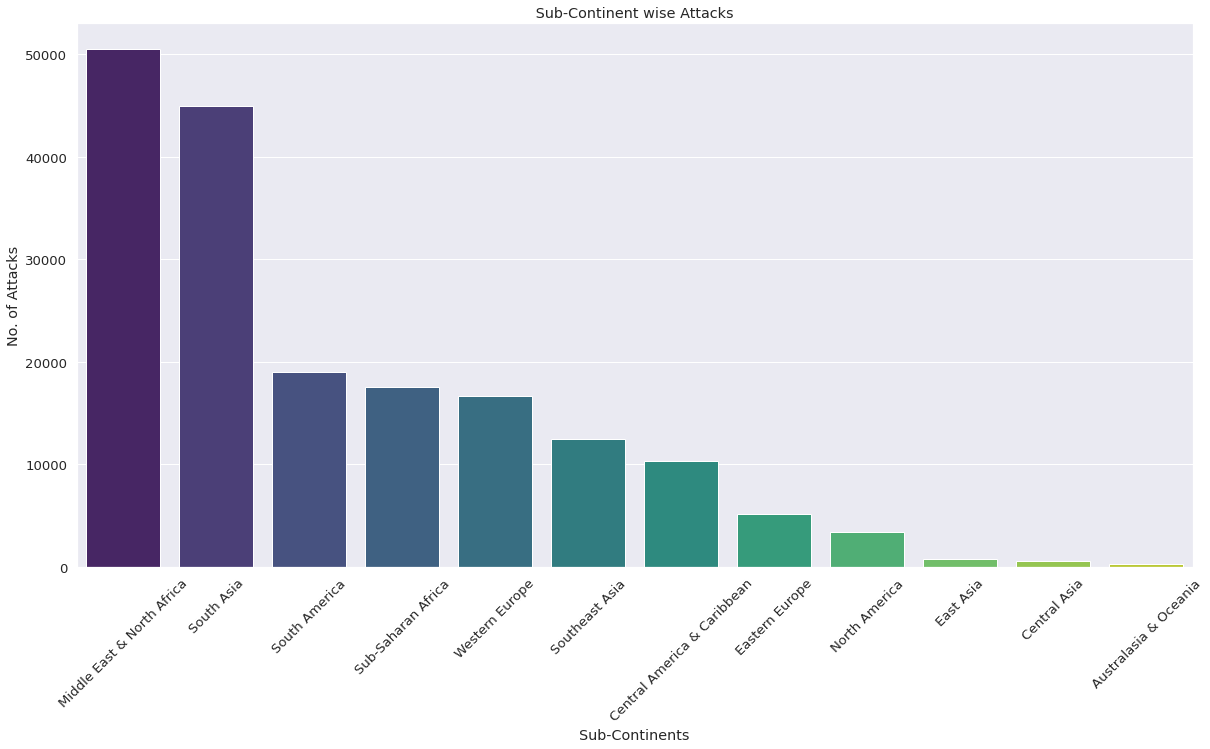 Sub-Continent wise Attacks
50000
40000
30000
20000
10000
0
No. of Attacks
Middle East & North Africa
South Asia
South America
Sub-Saharan Africa
Western Europe
Southeast Asia
Central America & Caribbean
Eastern Europe
North America
East Asia
Central Asia
Australasia & Oceania
Sub-Continents